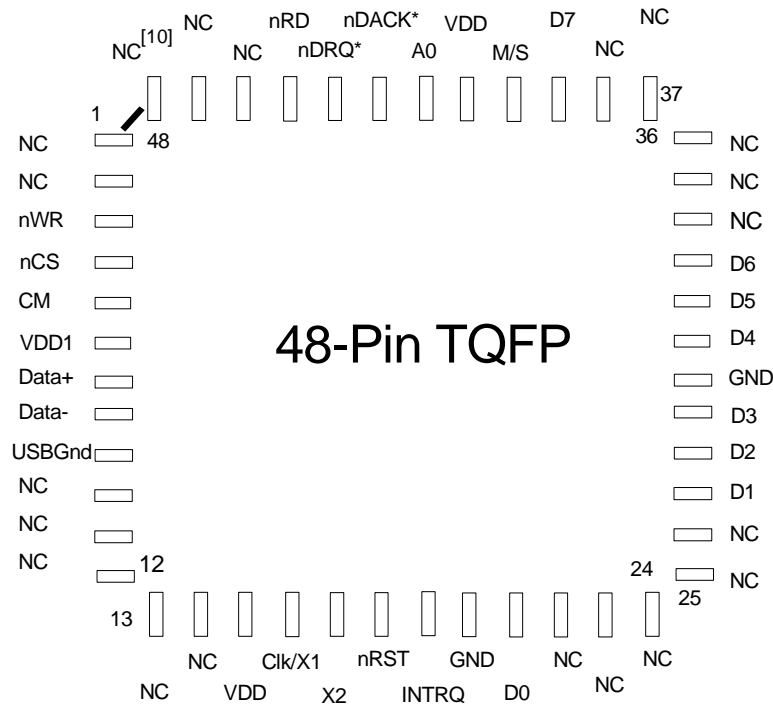 nRD nDACK* D7 NC
NC VDD
NC[10] nDRQ* A0 NC
NC M/S
37
1
48 36
NC NC
NC NC
nWR NC
nCS D6
CM D5
VDD1 D4
48-Pin TQFP
Data+ GND
Data- D3
USBGnd D2
NC D1
NC NC
NC 12 24 NC
13 25
NC Clk/X1 nRST GND NC NC
NC VDD X2 INTRQ D0 NC